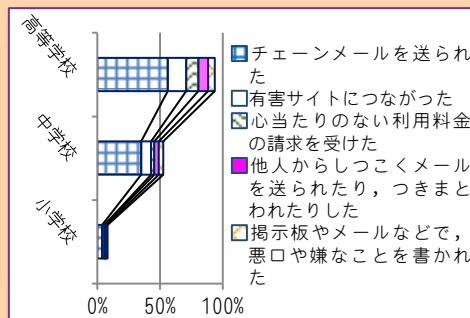 高等学校
中学校
小学校
0%
50%
100%
チェーンメールを送られ
た
有害サイトにつながった
心当たりのない利用料金
の請求を受けた
他人からしつこくメール
を送られたり，つきまと
われたりした
掲示板やメールなどで，
悪口や嫌なことを書かれ
た